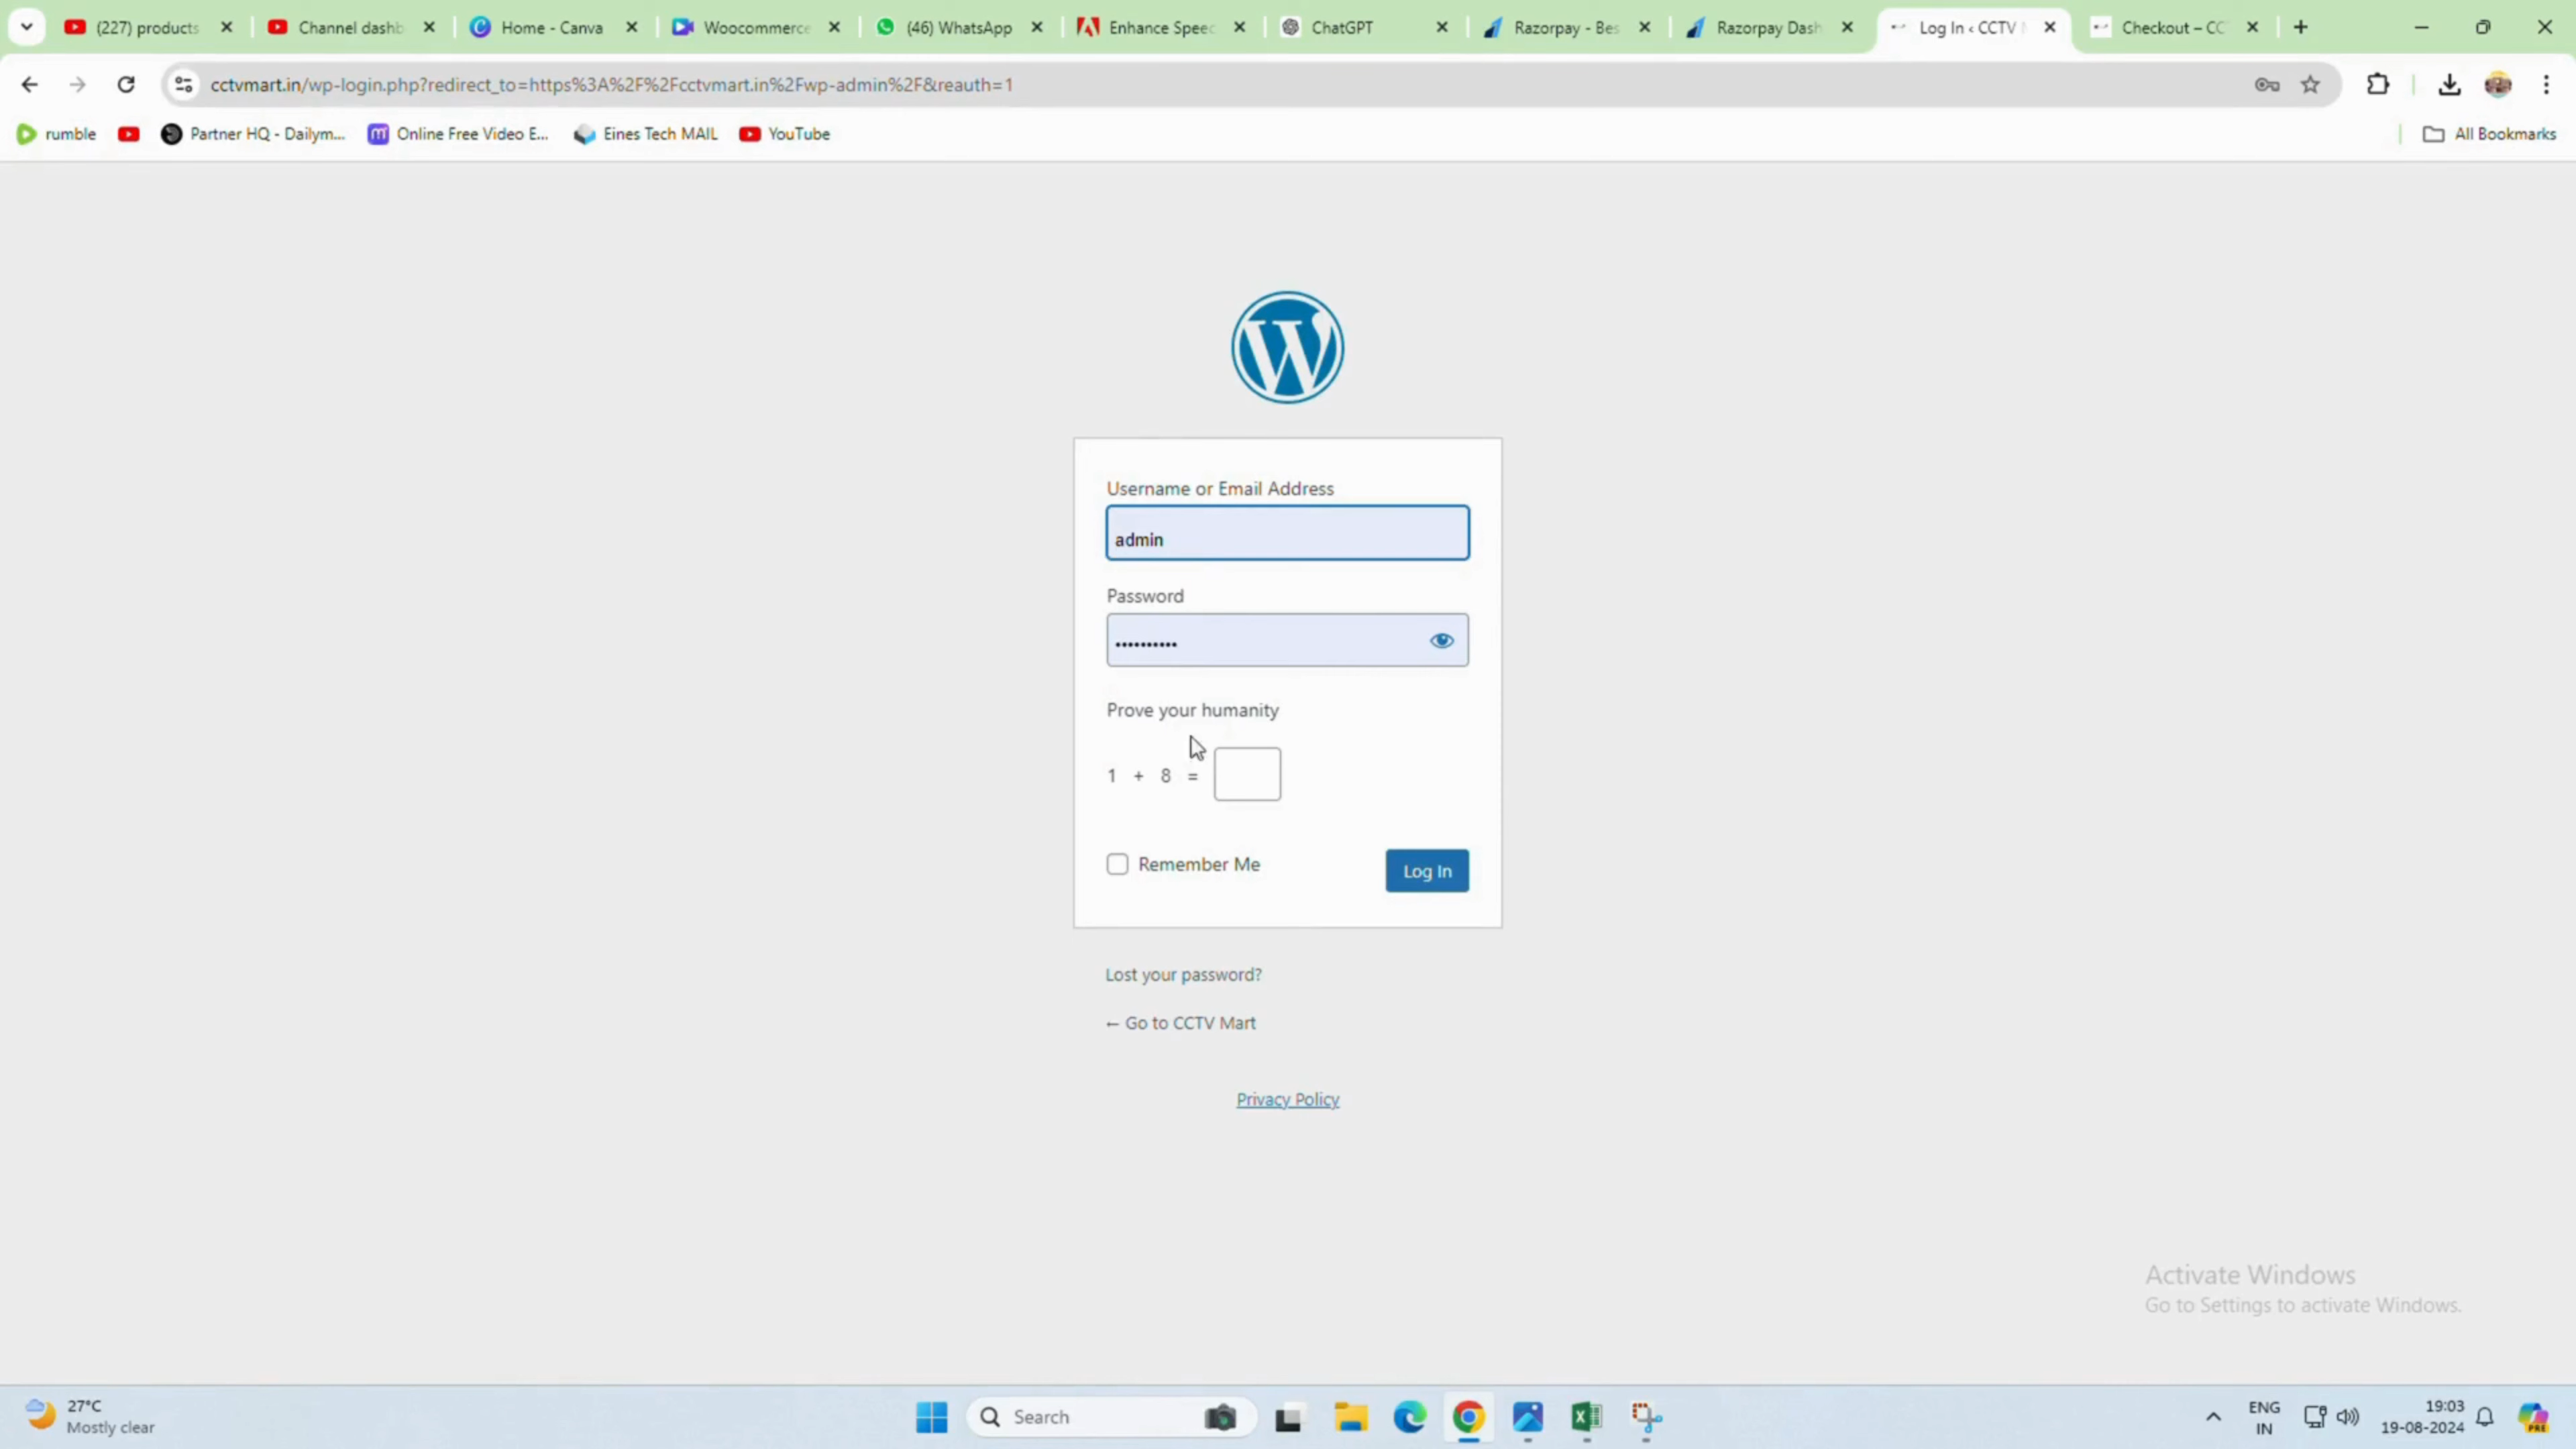 (227) products
Channel dashb
Home - Canva
Woocommerce
(46) WhatsApp
Enhance Speec
ChatGPT
Razorpay - Bes
Razorpay Dash
Log In ‹ CCTV
Checkout – CC
cctvmart.in/wp-login.php?redirect_to=https%3A%2F%2Fcctvmart.in%2Fwp-admin%2F&reauth=1
rumble
Partner HQ - Dailym...
Online Free Video E...
Eines Tech MAIL
YouTube
All Bookmarks
Username or Email Address
admin
Password
Prove your humanity
1 + 8 =
Remember Me
Log In
Lost your password?
← Go to CCTV Mart
Privacy Policy
Activate Windows
Go to Settings to activate Windows.
27°C
Mostly clear
Search
ENG
IN
19:03
19-08-2024
PRE